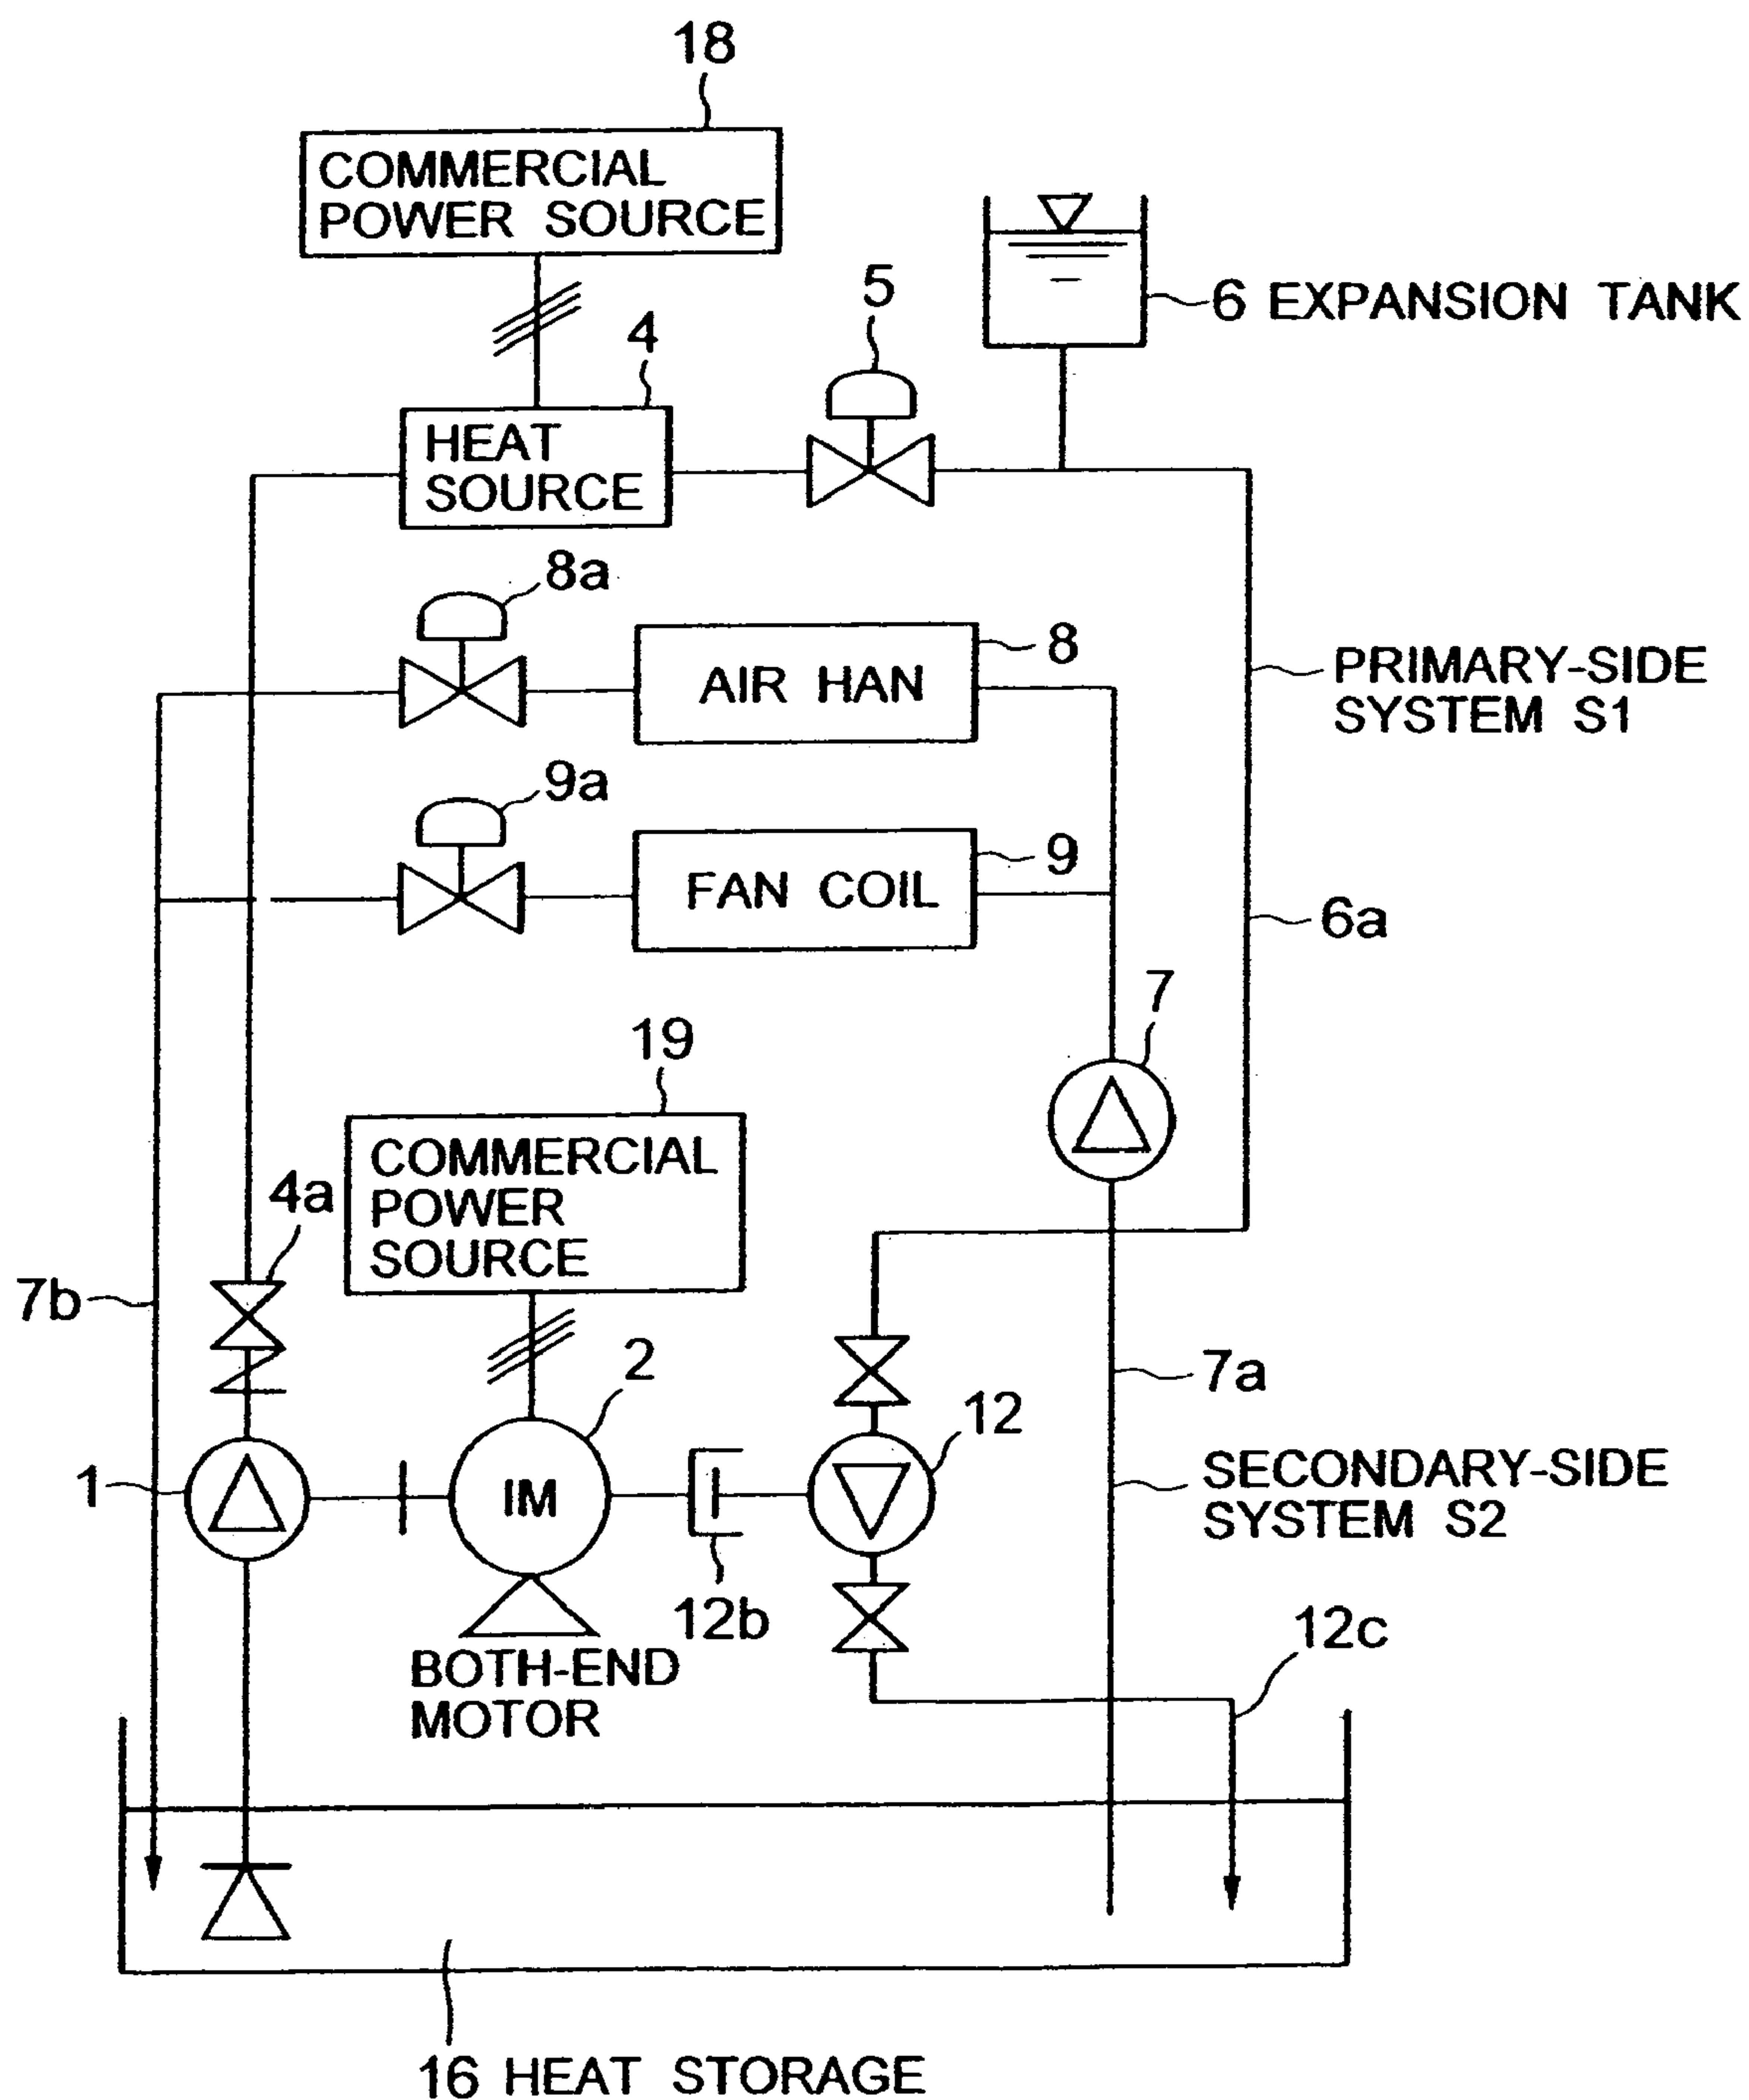 18
COMMERCIAL
POWER SOURCE
5
6 EXPANSION TANK
4
HEAT
SOURCE
8a
8
AIR HAN
PRIMARY-SIDE
SYSTEM S1
9a
9
FAN COIL
6a
7
19
COMMERCIAL
POWER
SOURCE
4a
7b
2
7a
12
1
IM
SECONDARY-SIDE
SYSTEM S2
12b
12c
BOTH-END
MOTOR
16 HEAT STORAGE